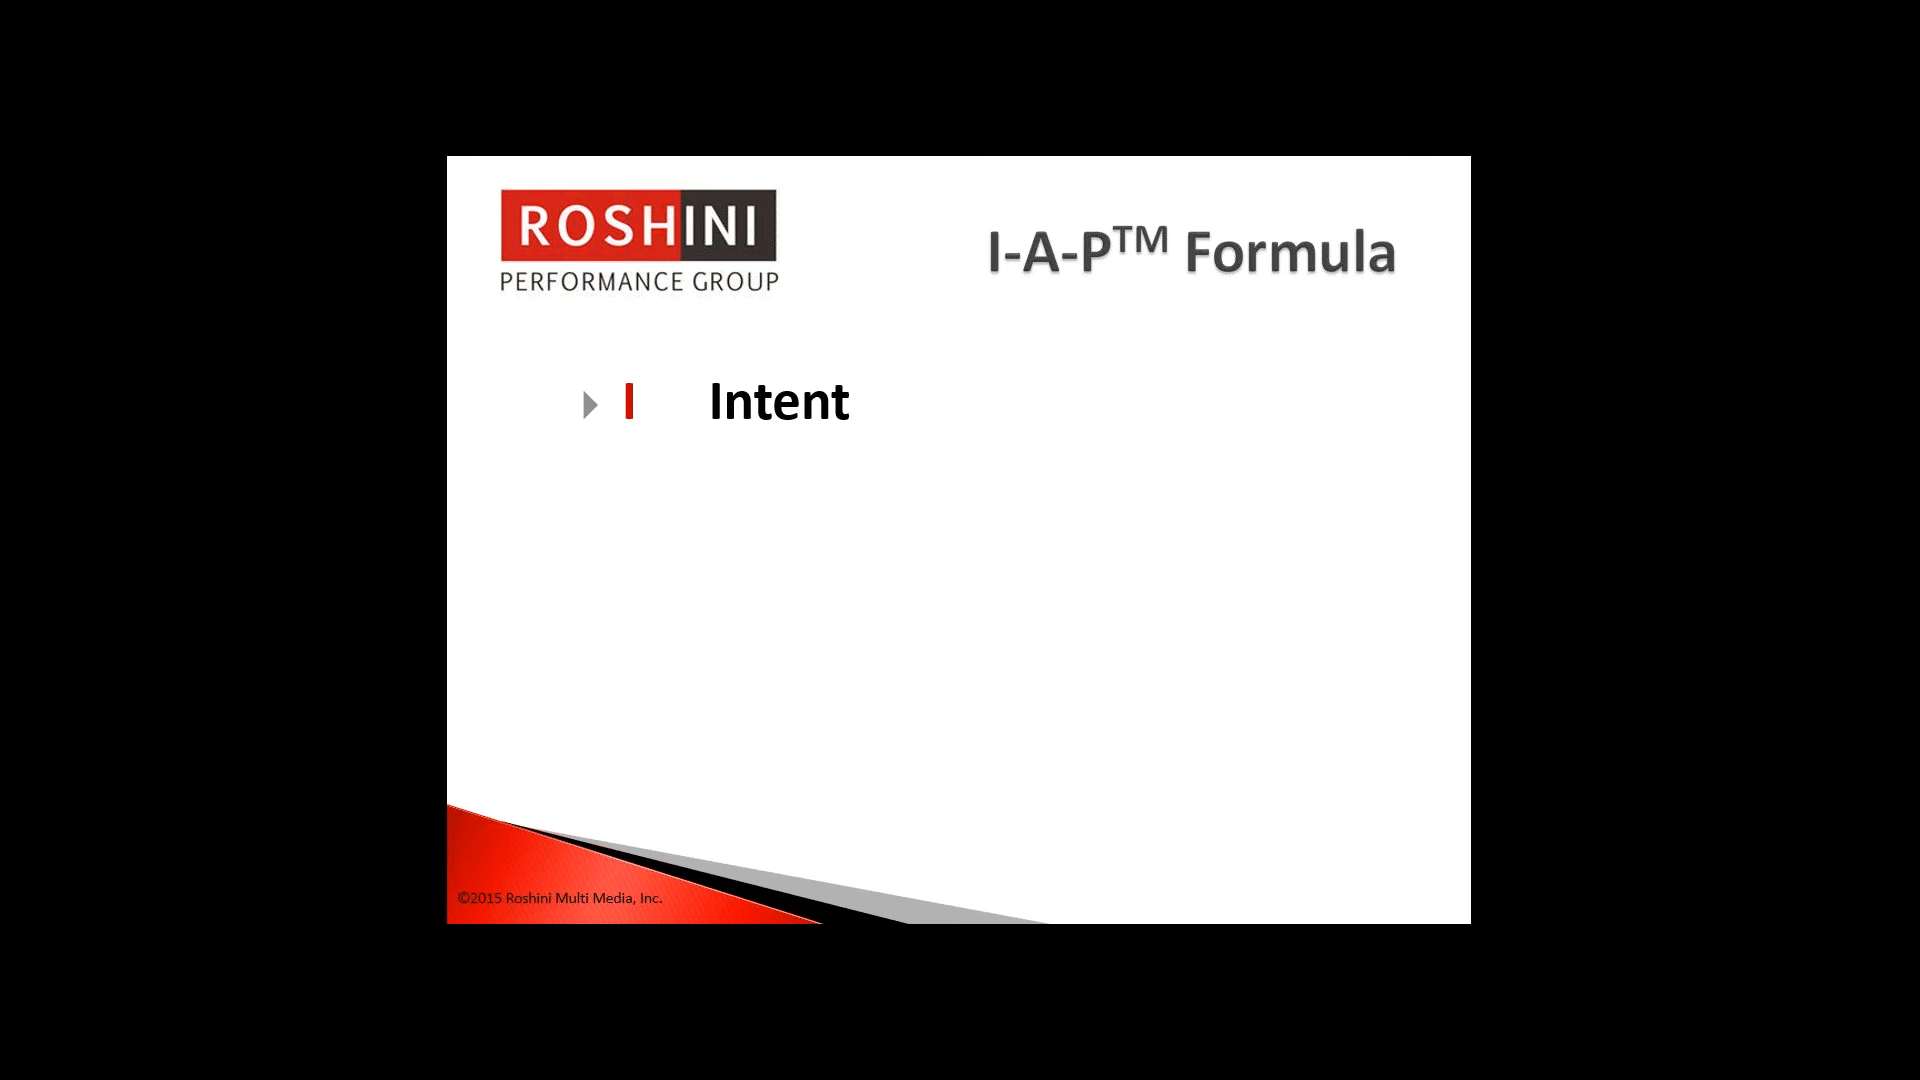 ROSHINI
PERFORMANCE GROUP
I-A-P™ Formula
I Intent
©2015 Roshini Multi Media, Inc.